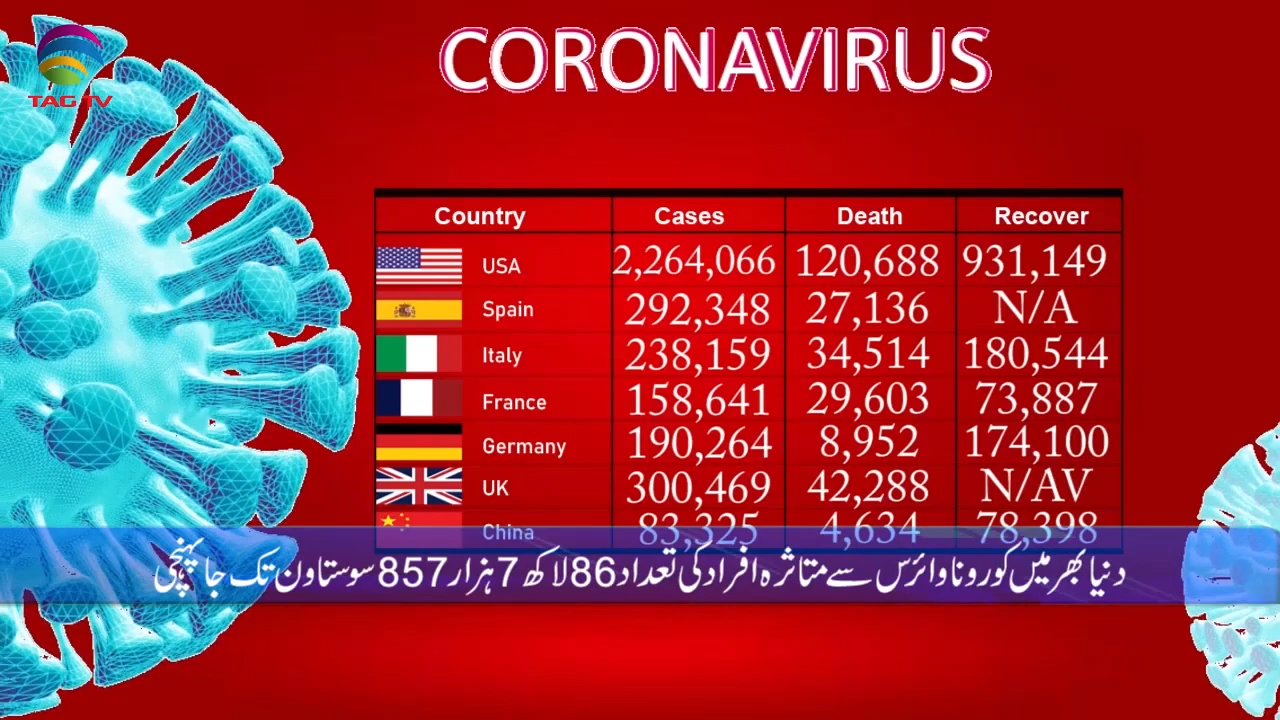 TAG TV
CORONAVIRUS
Country Cases Death Recover
USA 2,264,066 120,688 931,149
Spain 292,348 27,136 N/A
Italy 238,159 34,514 180,544
France 158,641 29,603 73,887
Germany 190,264 8,952 174,100
UK 300,469 42,288 N/AV
China 83,325 4,634 78,398
دنیا بھر میں کورونا وائرس سے متاثرہ افراد کی تعداد 86 لاکھ 7 ہزار 857 سو ستاون تک جا پہنچی